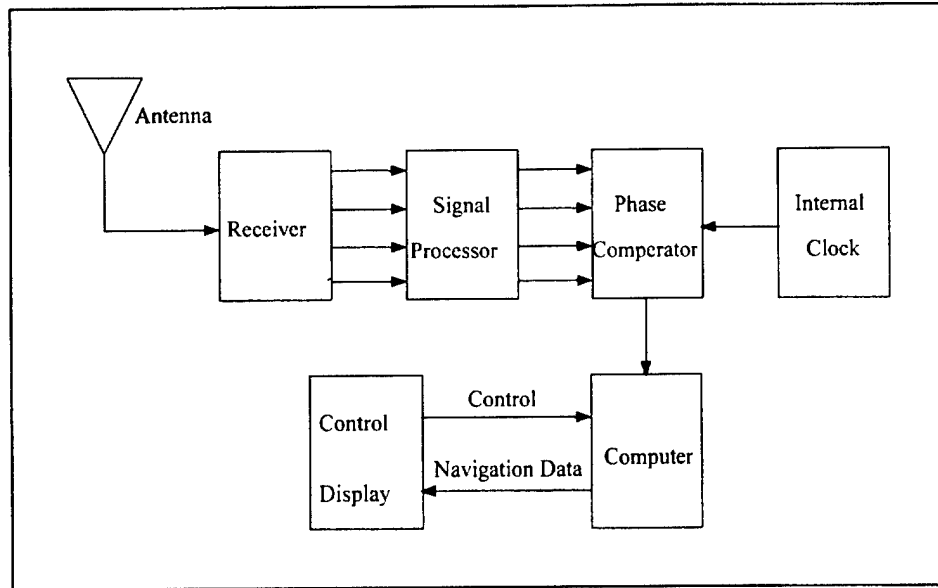 Antenna
Receiver
Signal
Processor
Phase
Comperator
Internal
Clock
Control
Display
Control
Navigation Data
Computer